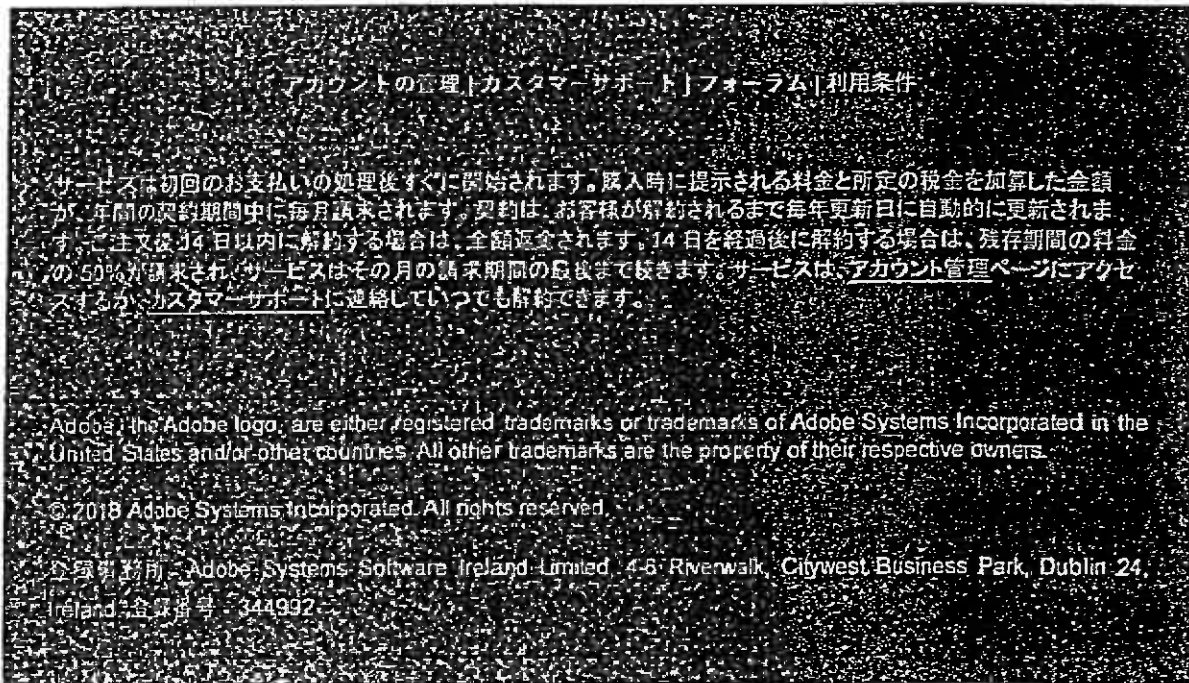 アカウントの管理 | カスタマーサポート | フォーラム | 利用条件
サービスは初回のお支払いの処理後すぐに開始されます。購入時に提示される料金と所定の税金を加算した金額
が、年間の契約期間中に毎月請求されます。契約は、お客様が解約されるまで毎年更新日に自動的に更新されま
す。ご注文後 14 日以内に解約する場合は、全額返金されます。14 日を経過後に解約する場合は、残存期間の料金
の 50% が請求され、サービスはその月の請求期間の最後まで続きます。サービスは、アカウント管理ページにアクセ
スするか、カスタマーサポートに連絡していつでも解約できます。
Adobe, the Adobe logo, are either registered trademarks or trademarks of Adobe Systems Incorporated in the
United States and/or other countries. All other trademarks are the property of their respective owners.
© 2018 Adobe Systems Incorporated. All rights reserved.
登録事務所 : Adobe Systems Software Ireland Limited, 4-6 Riverwalk, Citywest Business Park, Dublin 24,
Ireland 登録番号 : 344992